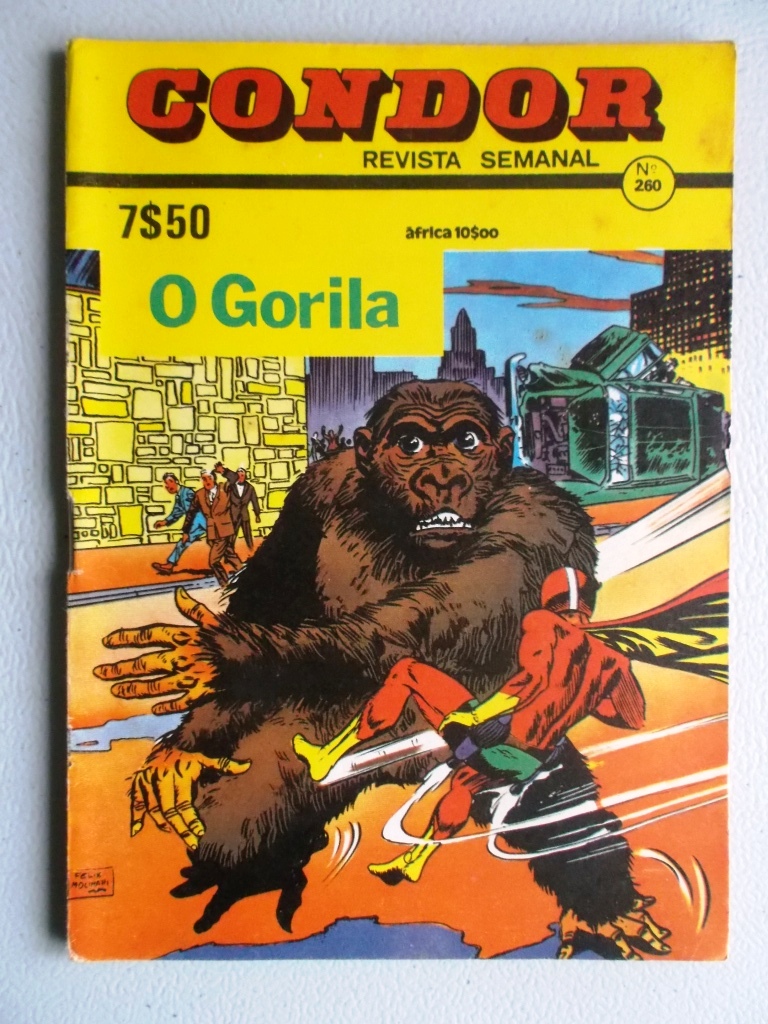 CONDOR
REVISTA SEMANAL
Nº
260
7$50
áfrica 10$00
O Gorila
FELIX
MOLINARI